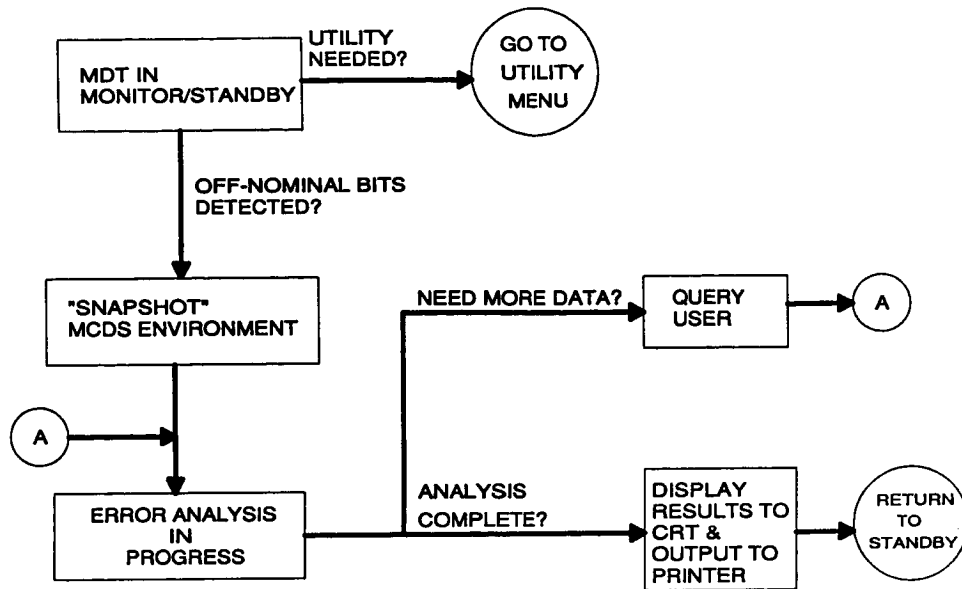 MDT IN
MONITOR/STANDBY
UTILITY
NEEDED?
GO TO
UTILITY
MENU
OFF-NOMINAL BITS
DETECTED?
"SNAPSHOT"
MCDS ENVIRONMENT
NEED MORE DATA?
QUERY
USER
A
A
ERROR ANALYSIS
IN
PROGRESS
ANALYSIS
COMPLETE?
DISPLAY
RESULTS TO
CRT &
OUTPUT TO
PRINTER
RETURN
TO
STANDBY